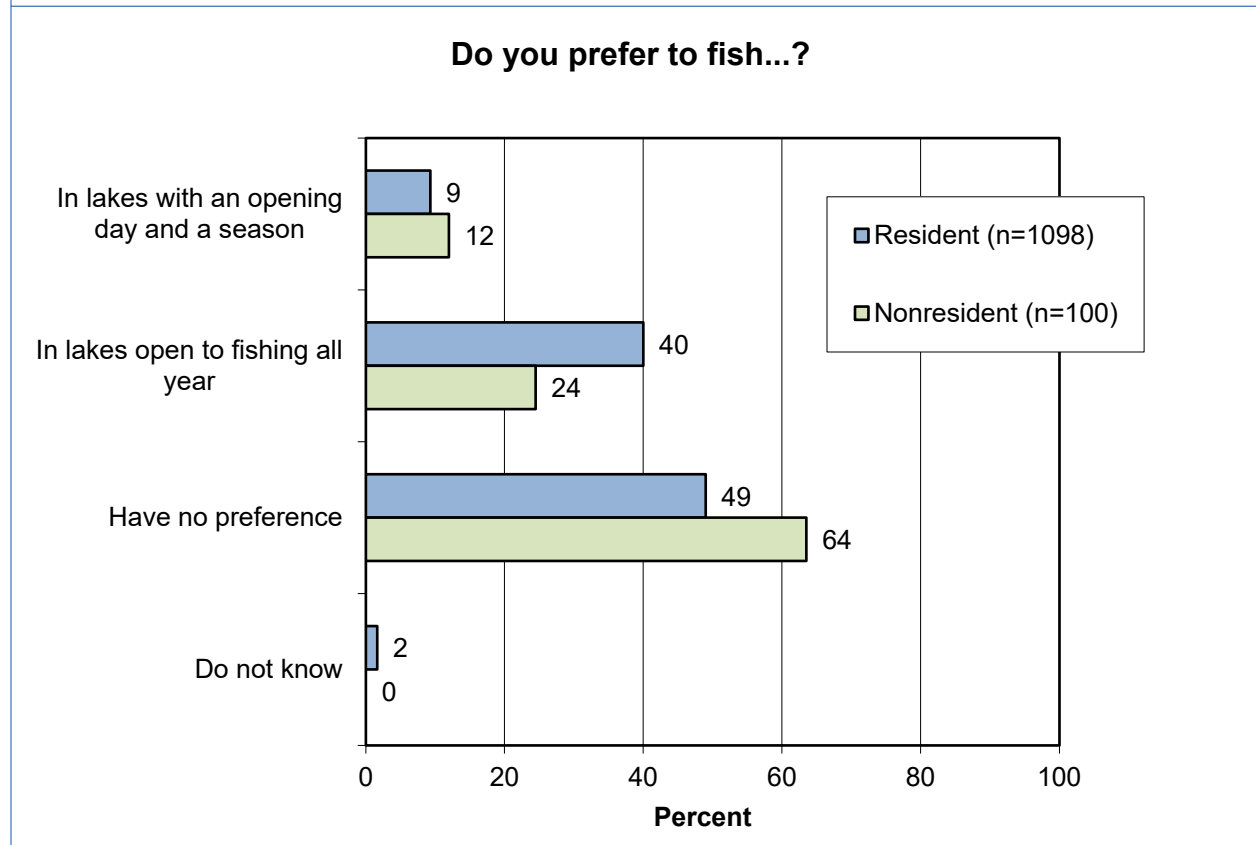 Do you prefer to fish...?
In lakes with an opening
day and a season
9
12
Resident (n=1098)
Nonresident (n=100)
In lakes open to fishing all
year
40
24
Have no preference
49
64
Do not know
2
0
0
20
40
60
80
100
Percent